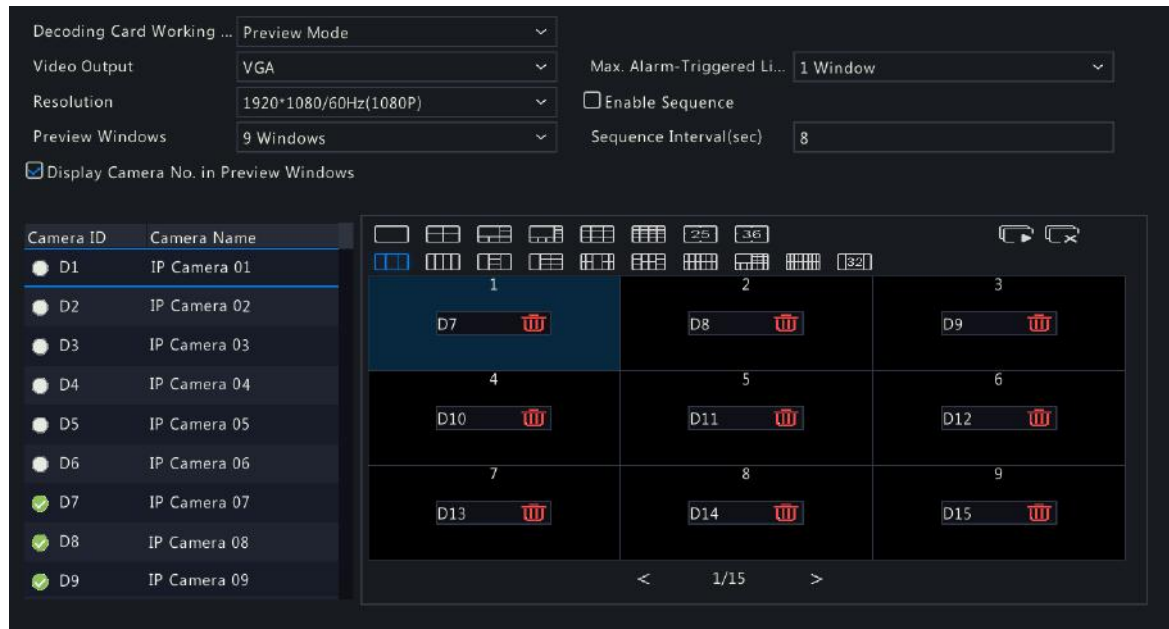 Decoding Card Working ... Preview Mode
Video Output VGA Max. Alarm-Triggered Li... 1 Window
Resolution 1920*1080/60Hz(1080P) Enable Sequence
Preview Windows 9 Windows Sequence Interval(sec) 8
Display Camera No. in Preview Windows
Camera ID Camera Name
D1 IP Camera 01
D2 IP Camera 02
D3 IP Camera 03
D4 IP Camera 04
D5 IP Camera 05
D6 IP Camera 06
D7 IP Camera 07
D8 IP Camera 08
D9 IP Camera 09
25 36
32
1 2 3
D7 D8 D9
4 5 6
D10 D11 D12
7 8 9
D13 D14 D15
< 1/15 >